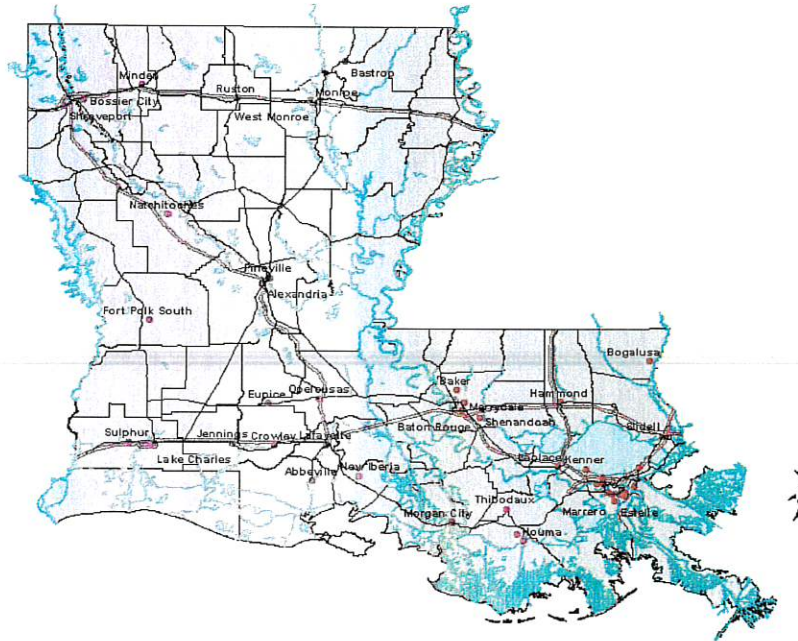 Bastrop
Minden
Ruston
Monroe
Bossier City
West Monroe
Shreveport
Natchitoches
Pineville
Alexandria
Fort Polk South
Bogalusa
Baker
Eunice
Opelousas
Hammond
Merrydale
Shenandoah
Baton Rouge
Slidell
Sulphur
Jennings
Crowley
Lafayette
Lake Charles
Laplace
Kenner
Abbeville
New Iberia
Thibodaux
Morgan City
Marrero
Estelle
Houma